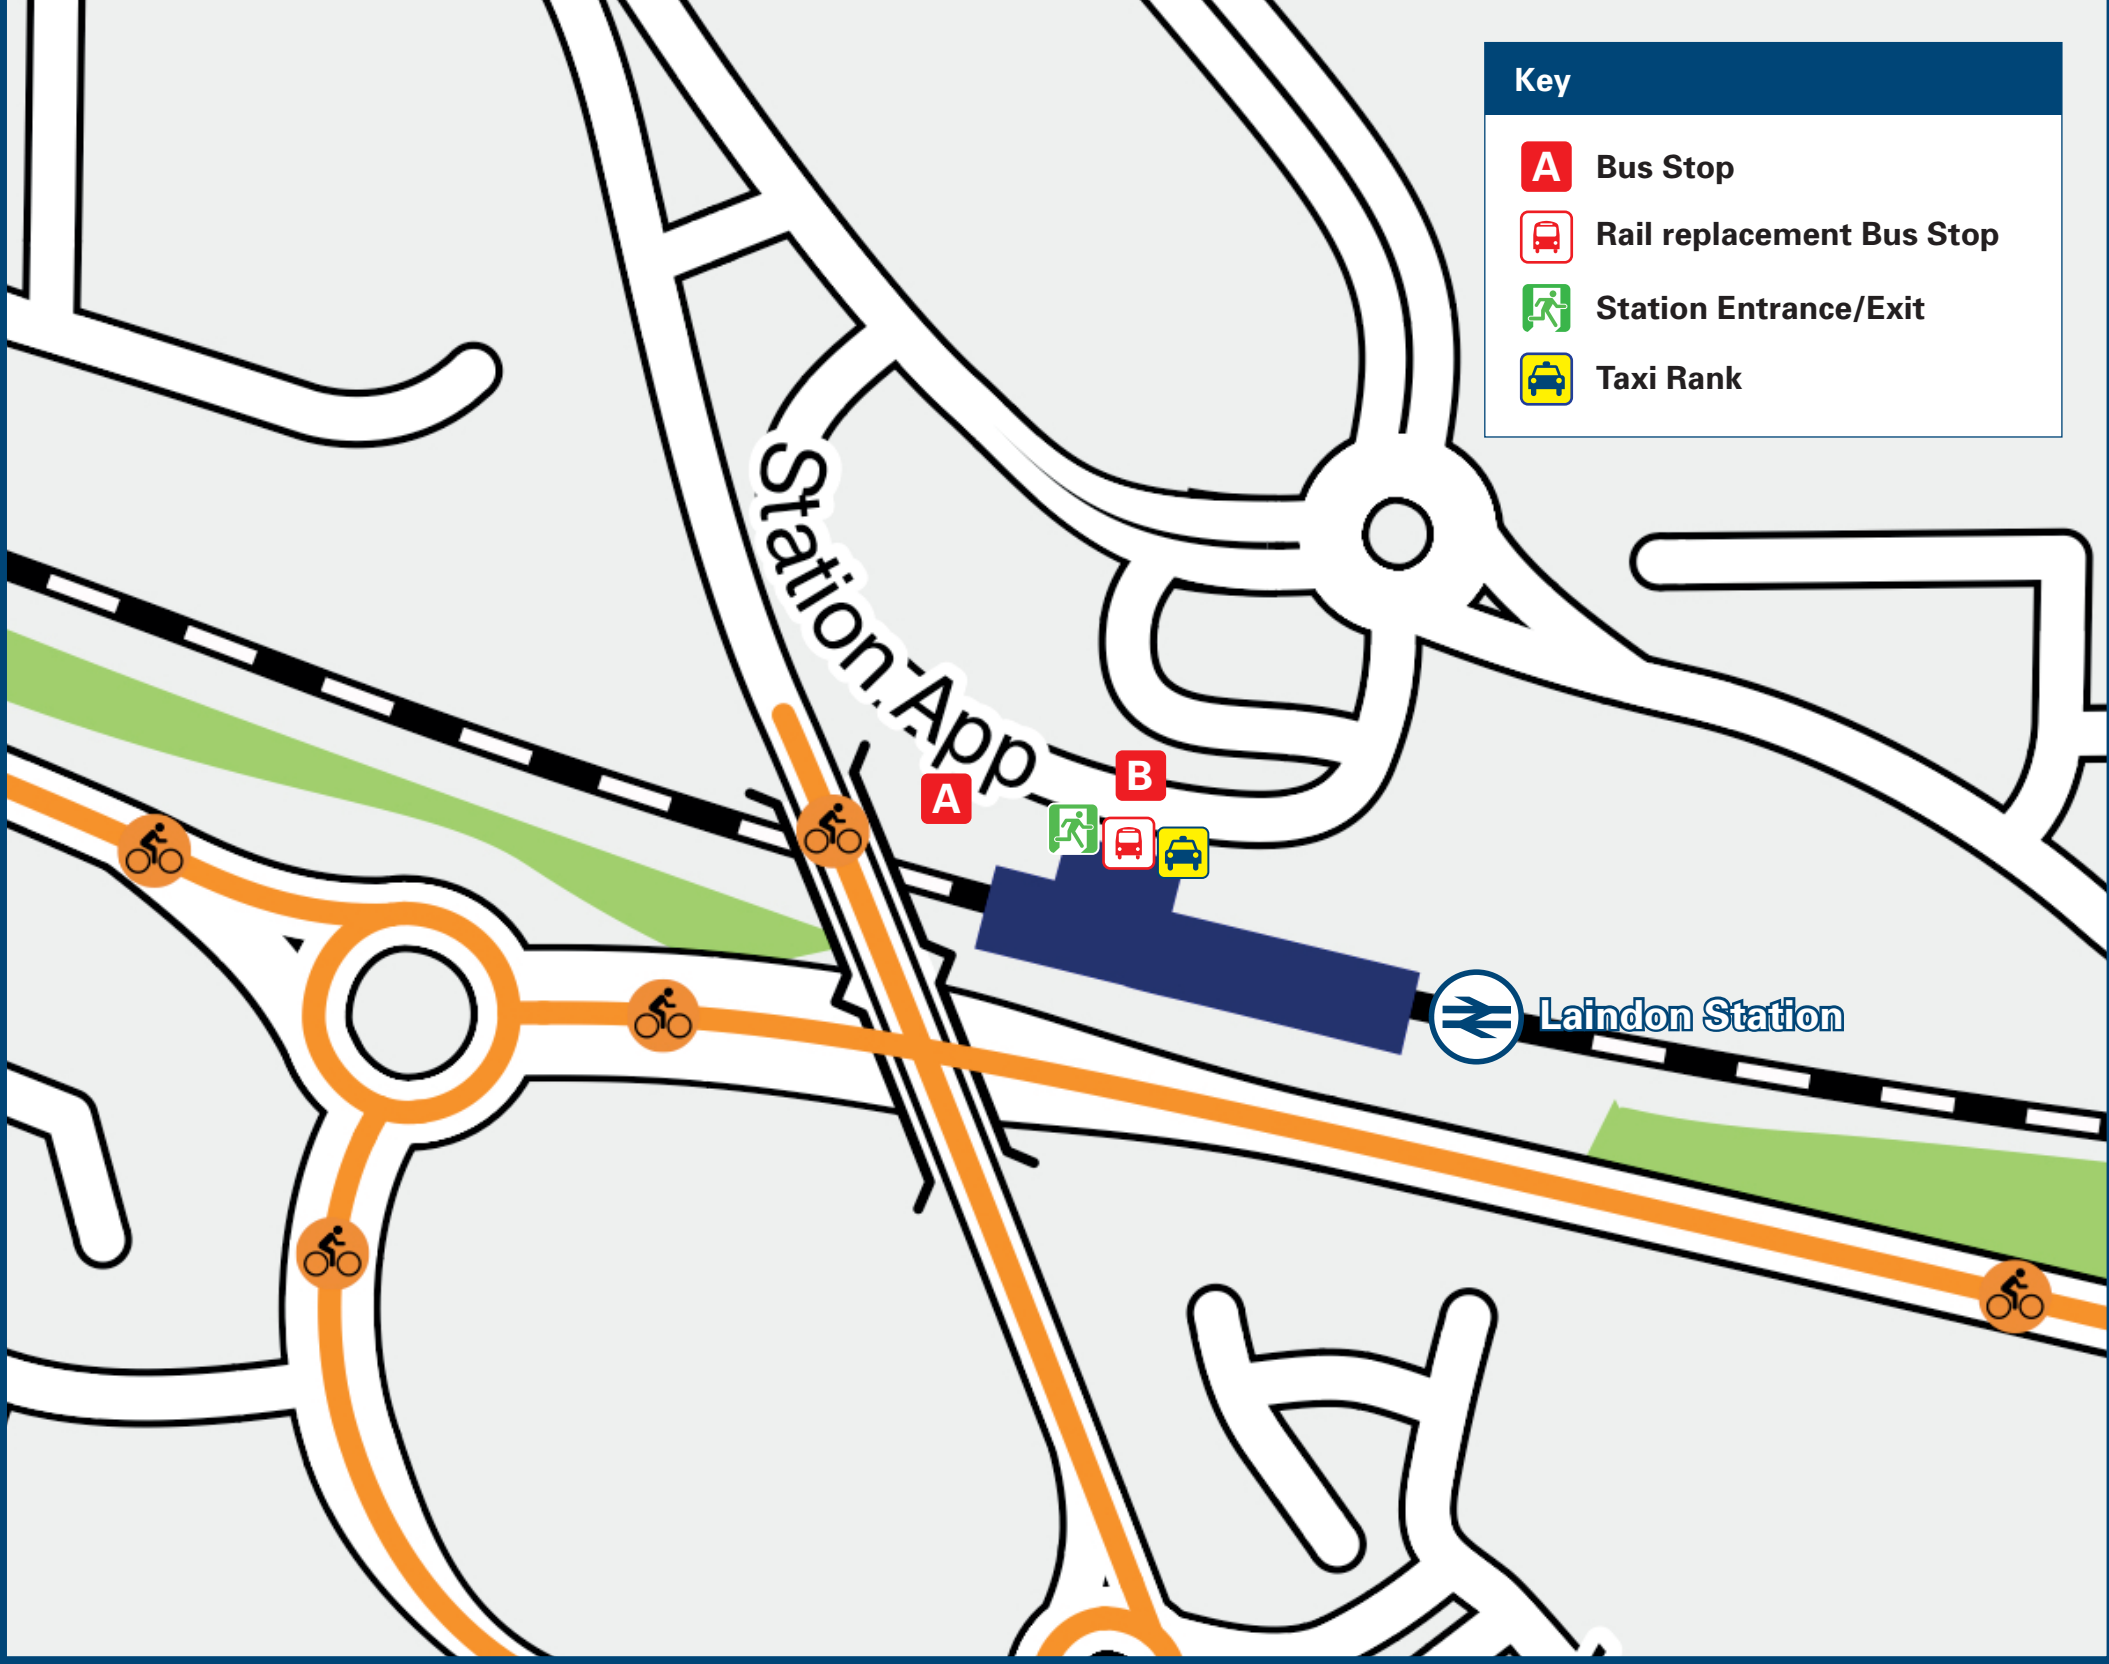 Key
A Bus Stop
Rail replacement Bus Stop
Station Entrance/Exit
Taxi Rank
Station App
A
B
Laindon Station